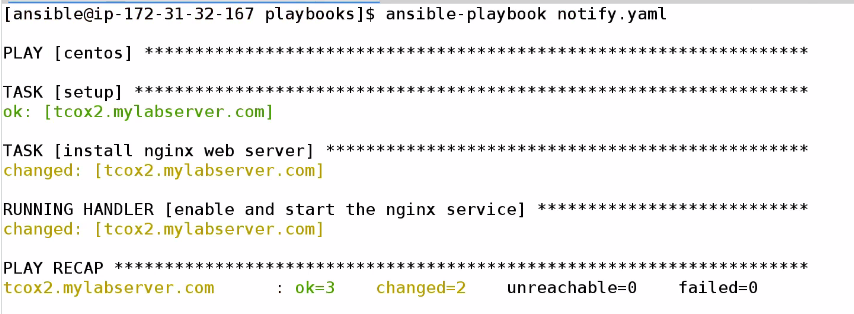 [ansible@ip-172-31-32-167 playbooks]$ ansible-playbook notify.yaml
PLAY [centos] ******************************************************************
TASK [setup] *******************************************************************
ok: [tcox2.mylabserver.com]
TASK [install nginx web server] ************************************************
changed: [tcox2.mylabserver.com]
RUNNING HANDLER [enable and start the nginx service] ***************************
changed: [tcox2.mylabserver.com]
PLAY RECAP *********************************************************************
tcox2.mylabserver.com      : ok=3    changed=2    unreachable=0    failed=0